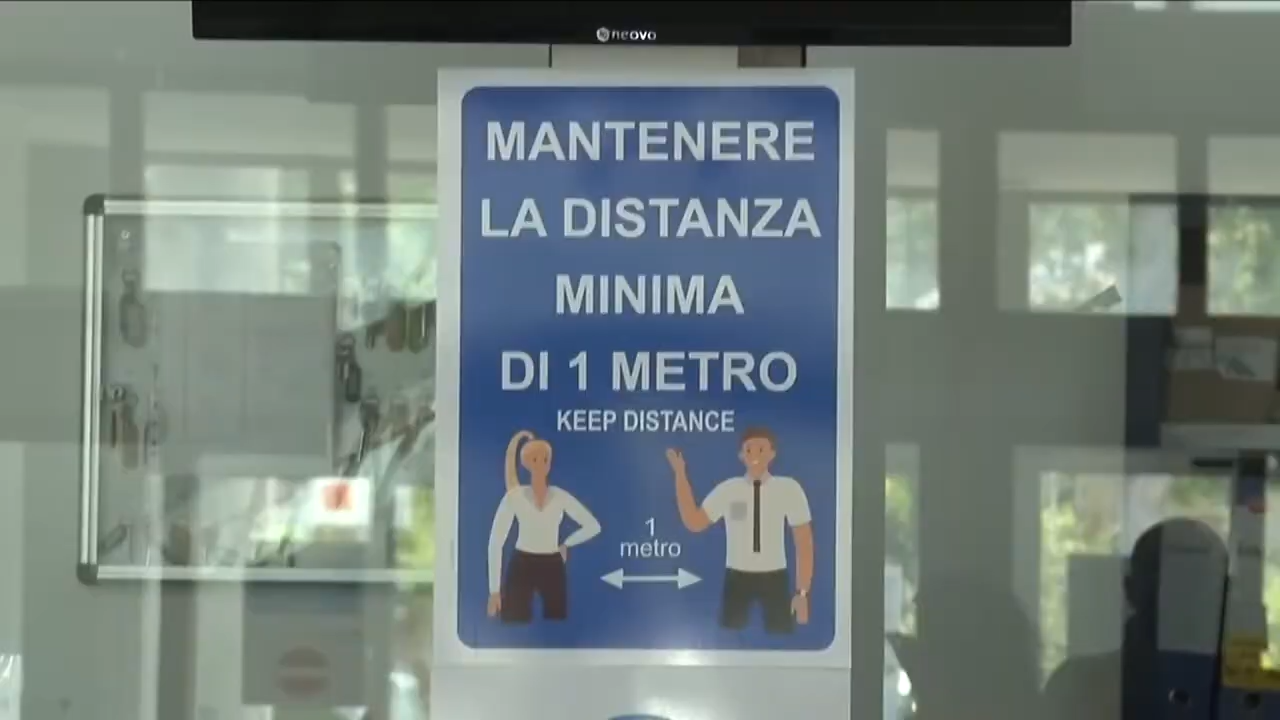 neovo
MANTENERE
LA DISTANZA
MINIMA
DI 1 METRO
KEEP DISTANCE
1
metro